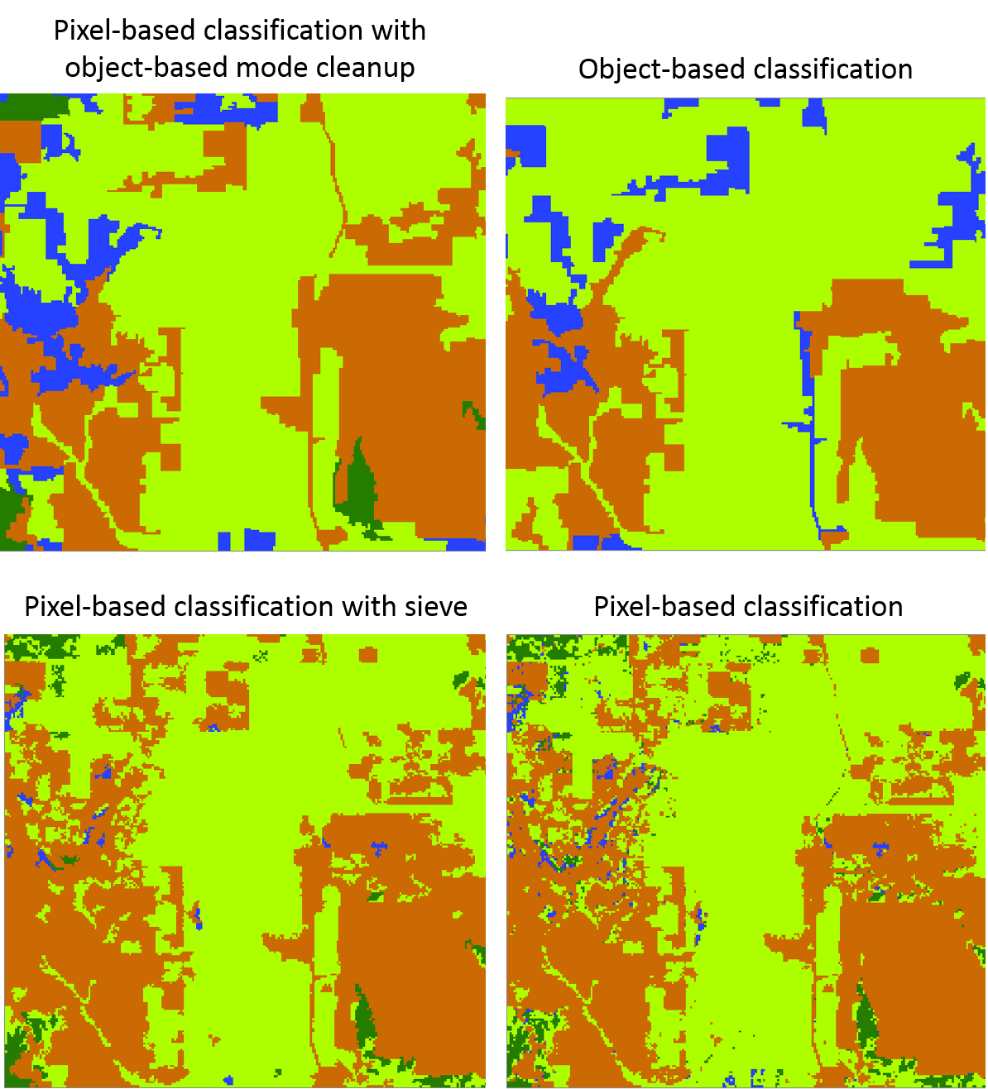 Pixel-based classification with
object-based mode cleanup
Object-based classification
Pixel-based classification with sieve
Pixel-based classification